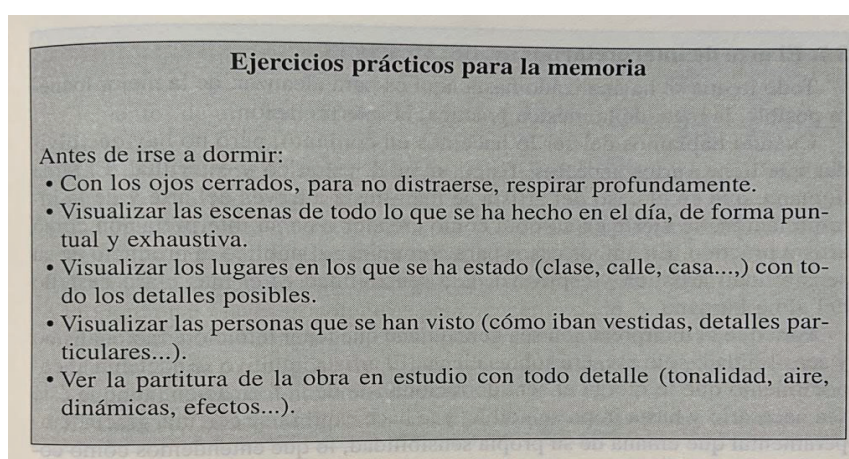 Ejercicios prácticos para la memoria
Antes de irse a dormir:
• Con los ojos cerrados, para no distraerse, respirar profundamente.
• Visualizar las escenas de todo lo que se ha hecho en el día, de forma pun-
tual y exhaustiva.
• Visualizar los lugares en los que se ha estado (clase, calle, casa...,) con to-
do los detalles posibles.
• Visualizar las personas que se han visto (cómo iban vestidas, detalles par-
ticulares...).
• Ver la partitura de la obra en estudio con todo detalle (tonalidad, aire,
dinámicas, efectos...).